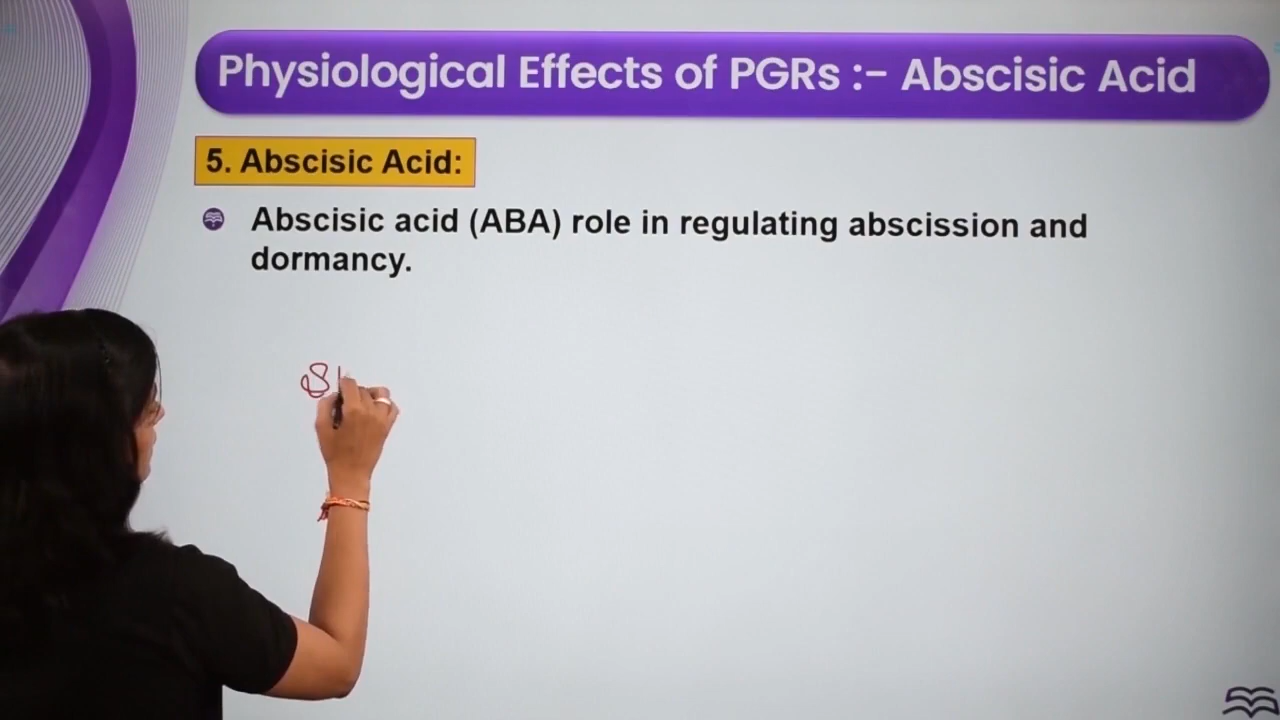 Physiological Effects of PGRs :- Abscisic Acid
5. Abscisic Acid:
Abscisic acid (ABA) role in regulating abscission and
dormancy.